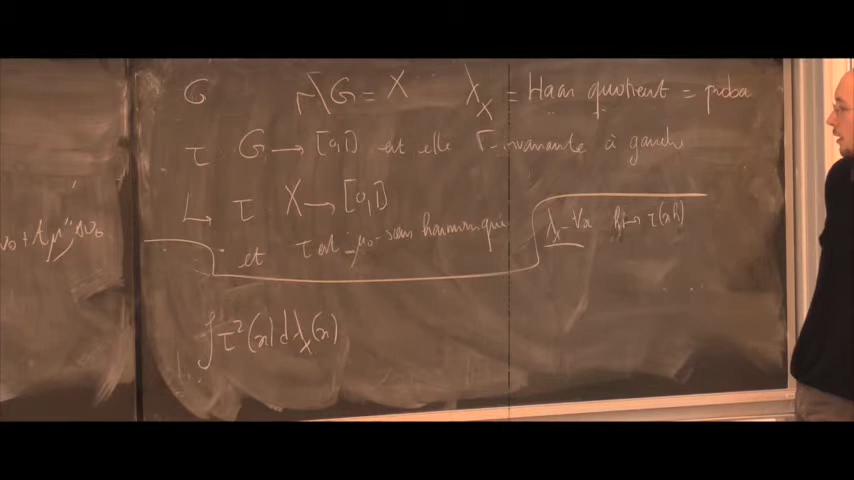 G Γ\G = X λ_X = Haar quotient = proba
τ G → [0,1] est elle Γ-invariante à gauche
↳ τ X → [0,1]
et τ est μ₀-sous harmonique λ_X-∀x h ↦ τ(xh)
∫ τ²(x) dλ_X(x)